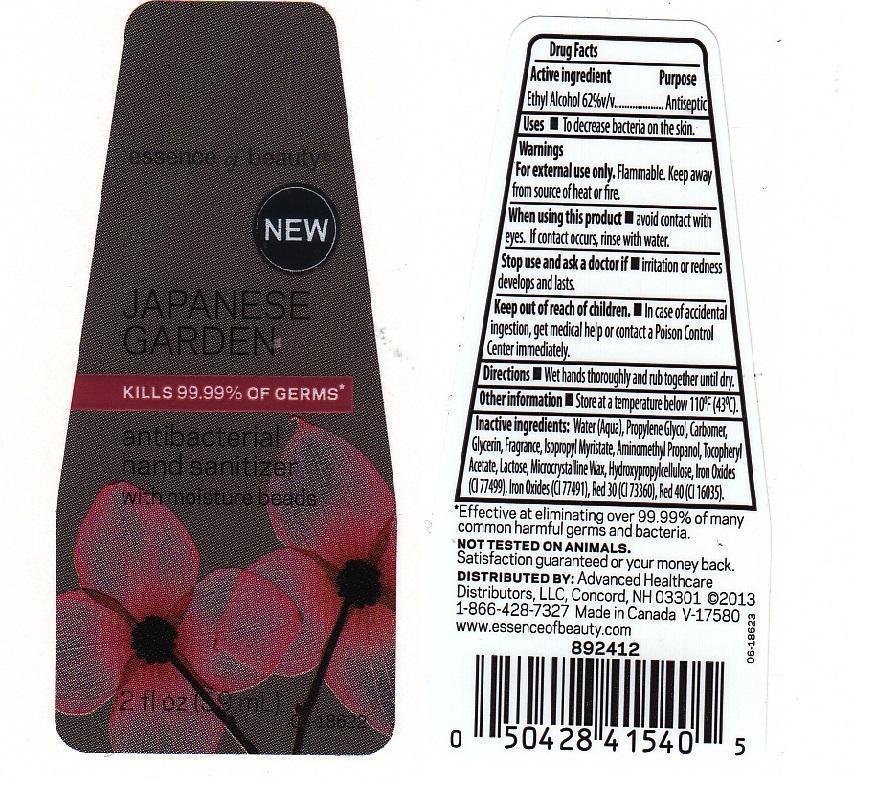 essence of beauty®
NEW
JAPANESE
GARDEN
KILLS 99.99% OF GERMS*
antibacterial
hand sanitizer
with moisture beads
2 fl oz (59 mL)
06-18622
Drug Facts
Active ingredient Purpose
Ethyl Alcohol 62%v/v.................. Antiseptic
Uses ■ To decrease bacteria on the skin.
Warnings
For external use only. Flammable. Keep away
from source of heat or fire.
When using this product ■ avoid contact with
eyes. If contact occurs, rinse with water.
Stop use and ask a doctor if ■ irritation or redness
develops and lasts.
Keep out of reach of children. ■ In case of accidental
ingestion, get medical help or contact a Poison Control
Center immediately.
Directions ■ Wet hands thoroughly and rub together until dry.
Other information ■ Store at a temperature below 110ºF (43ºC).
Inactive ingredients: Water (Aqua), Propylene Glyco, Carbomer,
Glycerin, Fragrance, Isopropyl Myristate, Aminomethyl Propanol, Tocopheryl
Acetate, Lactose, Microcrystalline Wax, Hydroxypropylkellulose, Iron Oxides
(CI 77499). Iron Oxides (CI 77491), Red 30 (CI 73360), Red 40 (CI 16035).
*Effective at eliminating over 99.99% of many
common harmful germs and bacteria.
NOT TESTED ON ANIMALS.
Satisfaction guaranteed or your money back.
DISTRIBUTED BY: Advanced Healthcare
Distributors, LLC, Concord, NH 03301 ©2013
1-866-428-7327 Made in Canada V-17580
www.essenceofbeauty.com
06-18623
892412
0 50428 41540 5